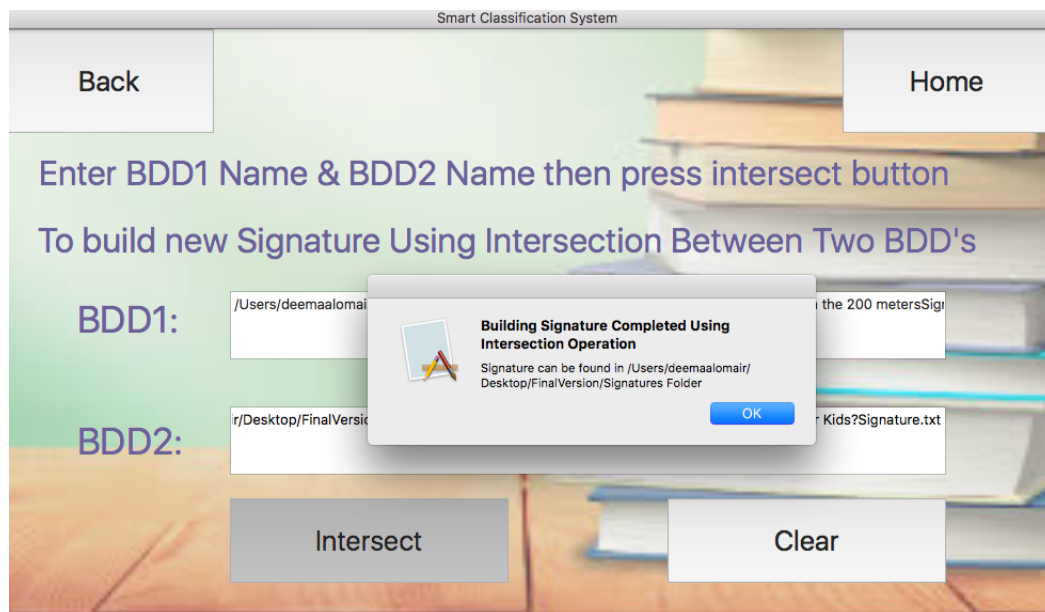 Smart Classification System
Back
Home
Enter BDD1 Name & BDD2 Name then press intersect button
To build new Signature Using Intersection Between Two BDD's
BDD1:
/Users/deemaalomai the 200 metersSign
Building Signature Completed Using
Intersection Operation
Signature can be found in /Users/deemaalomair/
Desktop/FinalVersion/Signatures Folder
OK
BDD2:
r/Desktop/FinalVersio Kids?Signature.txt
Intersect
Clear